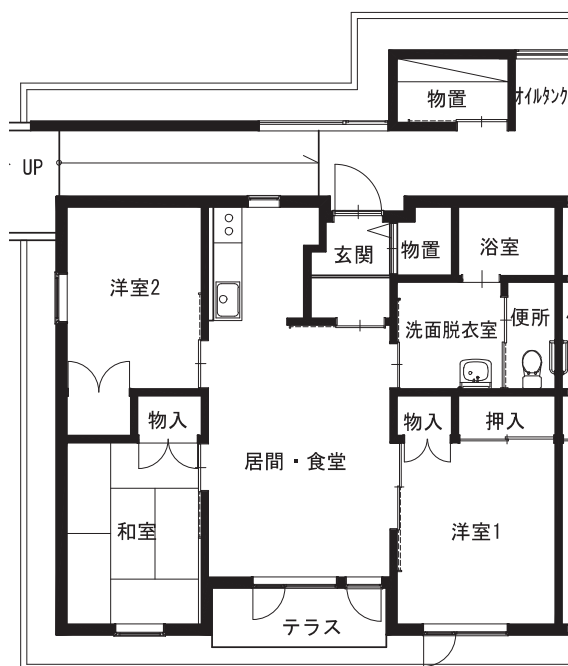 物置
オイルタンク
UP
玄関
物置
浴室
洋室2
洗面脱衣室
便所
物入
物入
押入
居間・食堂
和室
洋室1
テラス